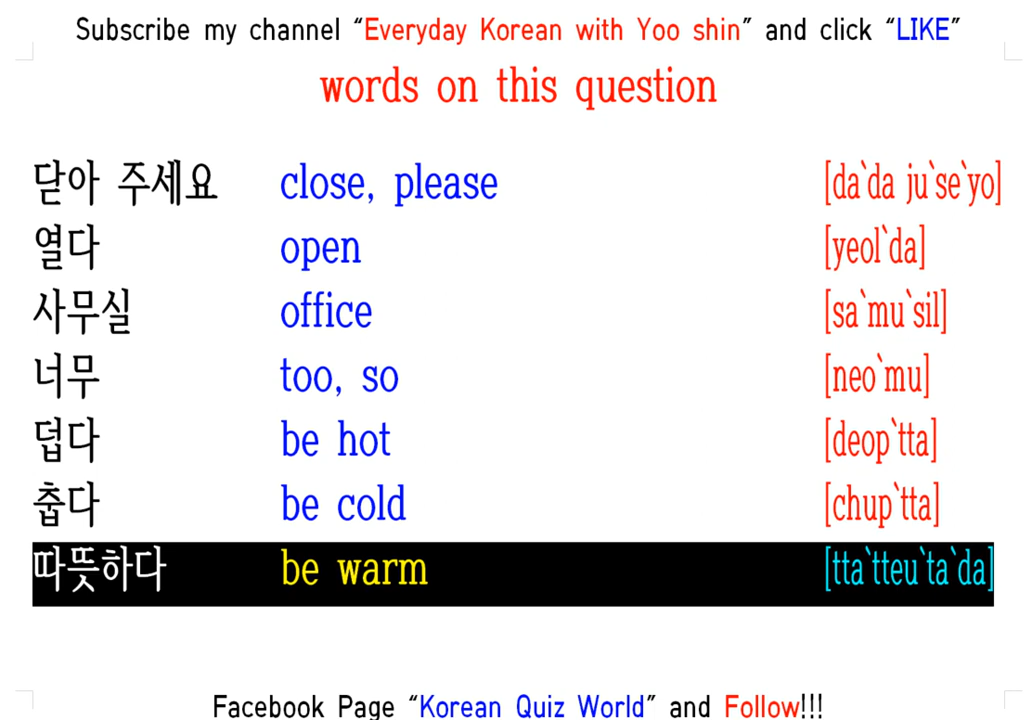 Subscribe my channel “Everyday Korean with Yoo shin” and click “LIKE”
words on this question
닫아 주세요 close, please [da`da ju`se`yo]
열다 open [yeol`da]
사무실 office [sa`mu`sil]
너무 too, so [neo`mu]
덥다 be hot [deop`tta]
춥다 be cold [chup`tta]
따뜻하다 be warm [tta`tteu`ta`da]
Facebook Page “Korean Quiz World” and Follow!!!